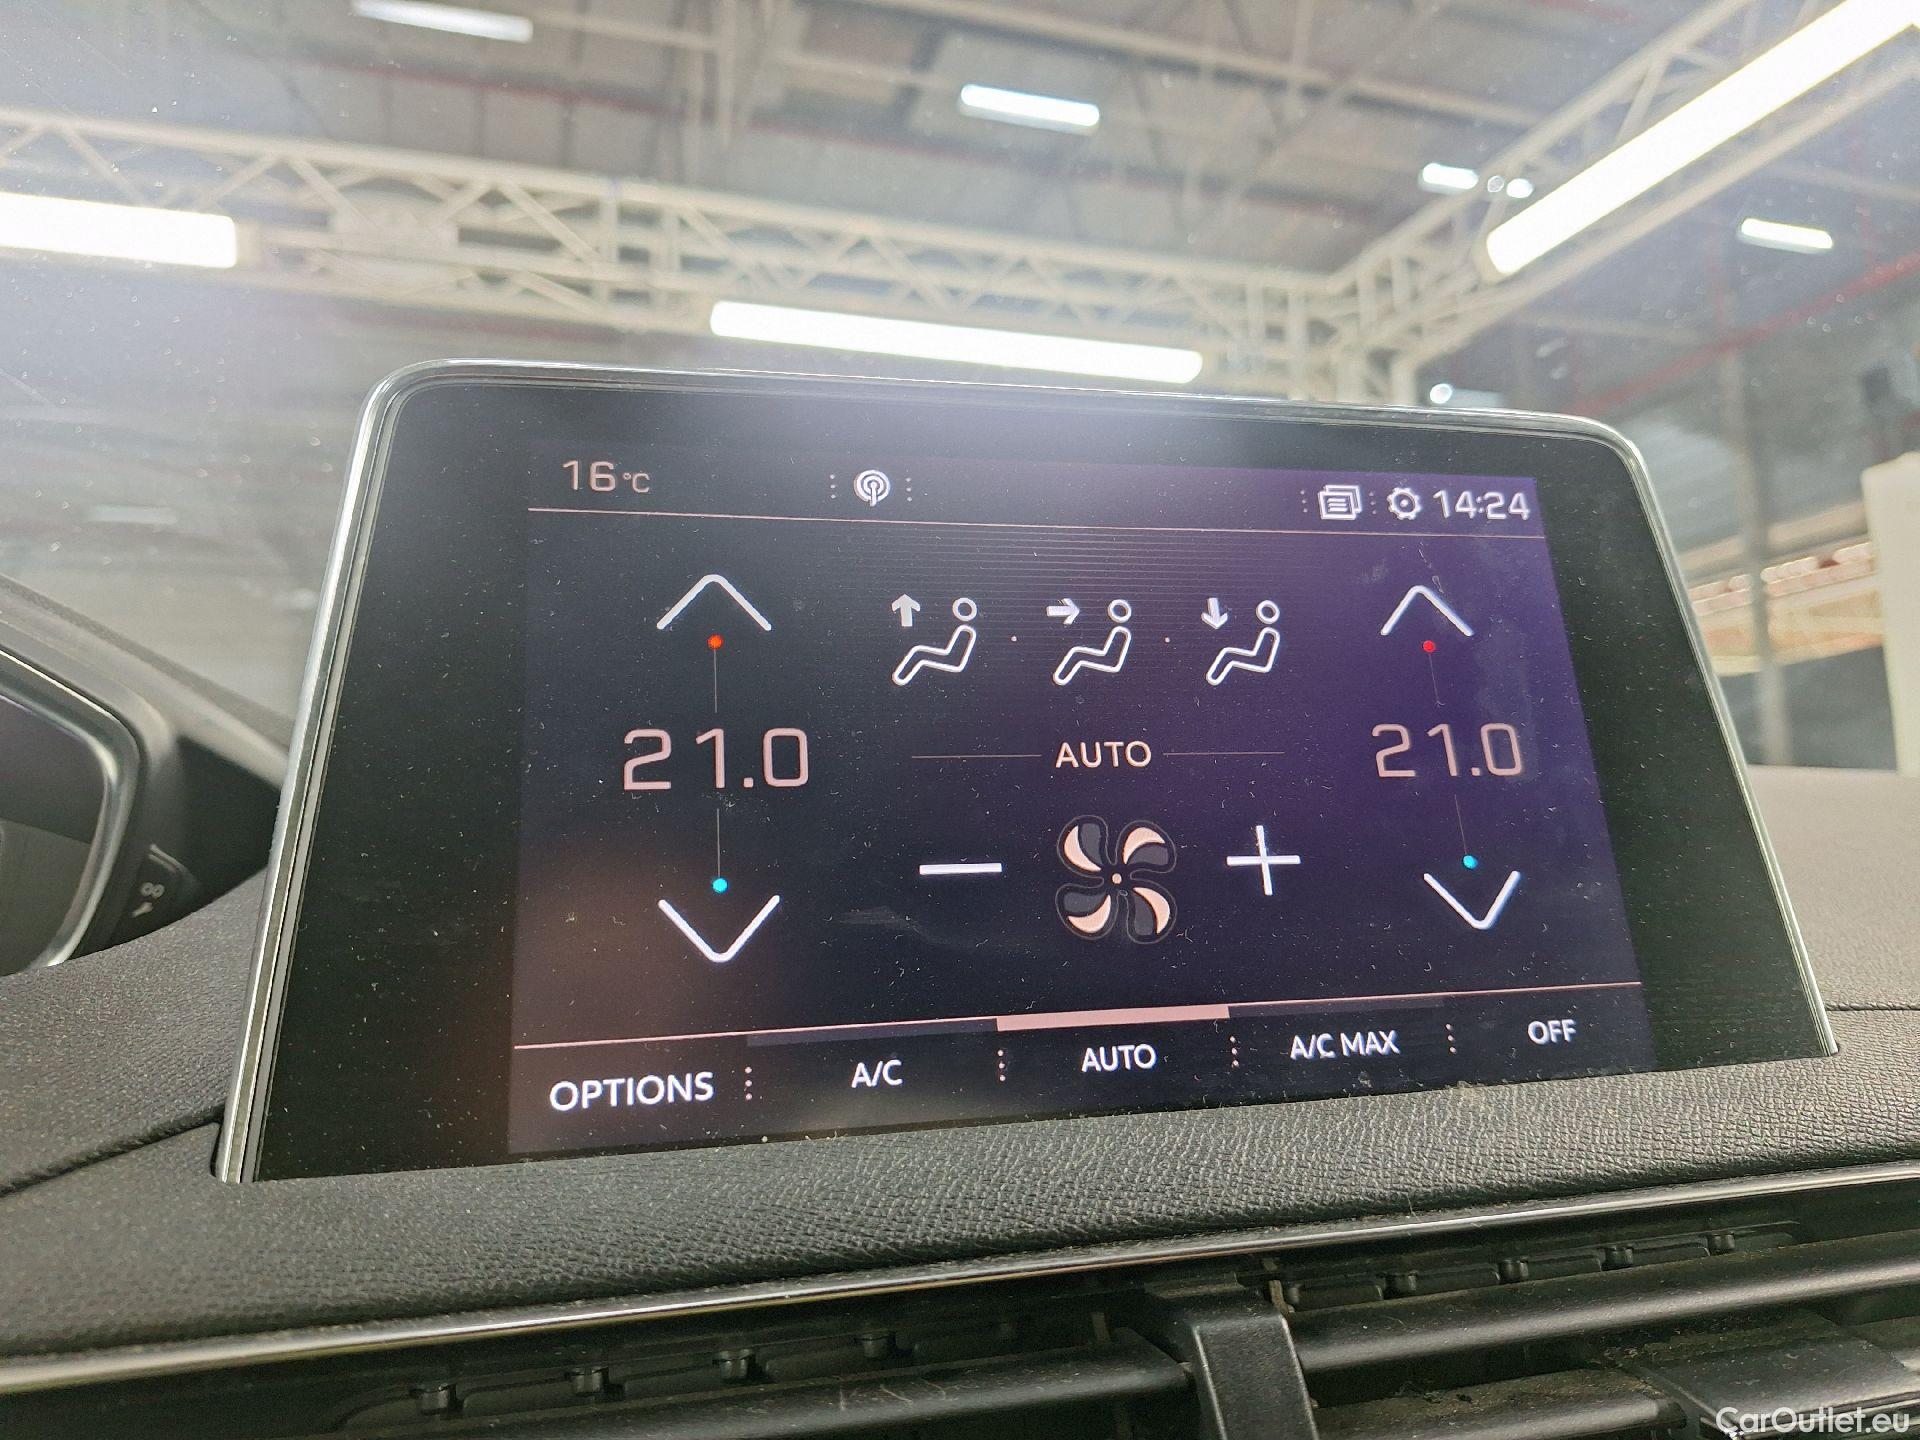 16°C
14:24
21.0
AUTO
21.0
OPTIONS
A/C
AUTO
A/C MAX
OFF
CarOutlet.eu